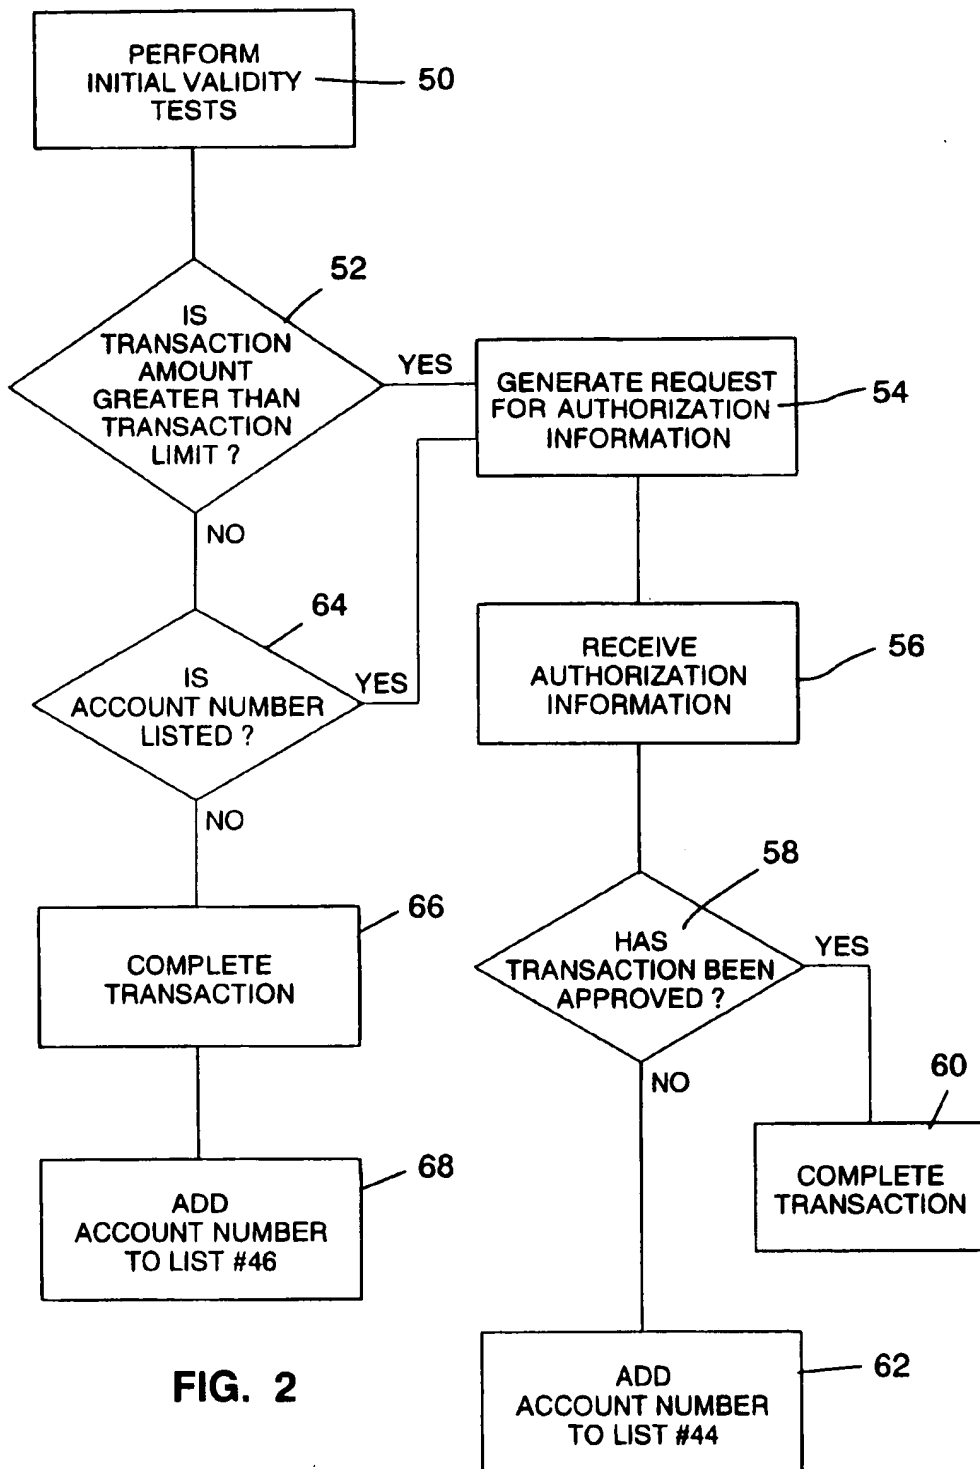 PERFORM
INITIAL VALIDITY
TESTS
50
52
IS
TRANSACTION
AMOUNT
GREATER THAN
TRANSACTION
LIMIT ?
YES
NO
GENERATE REQUEST
FOR AUTHORIZATION
INFORMATION
54
64
IS
ACCOUNT NUMBER
LISTED ?
YES
NO
RECEIVE
AUTHORIZATION
INFORMATION
56
58
HAS
TRANSACTION BEEN
APPROVED ?
YES
NO
66
COMPLETE
TRANSACTION
60
COMPLETE
TRANSACTION
68
ADD
ACCOUNT NUMBER
TO LIST #46
62
ADD
ACCOUNT NUMBER
TO LIST #44
FIG. 2